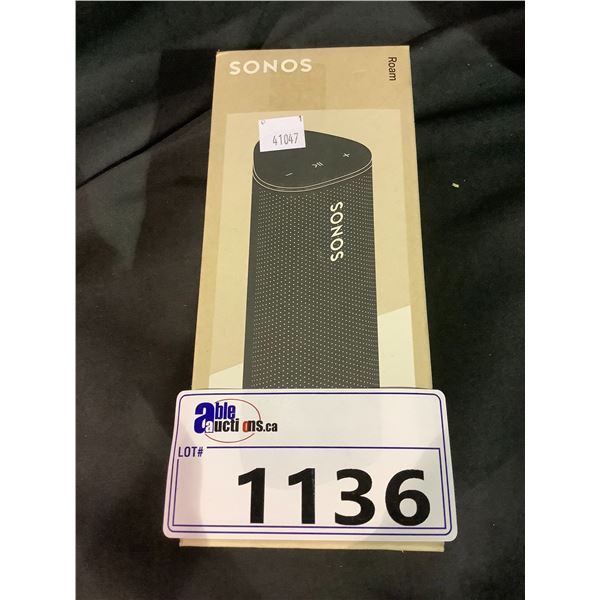 SONOS
Roam
41047
SONOS
able
auctions.ca
LOT#
1136